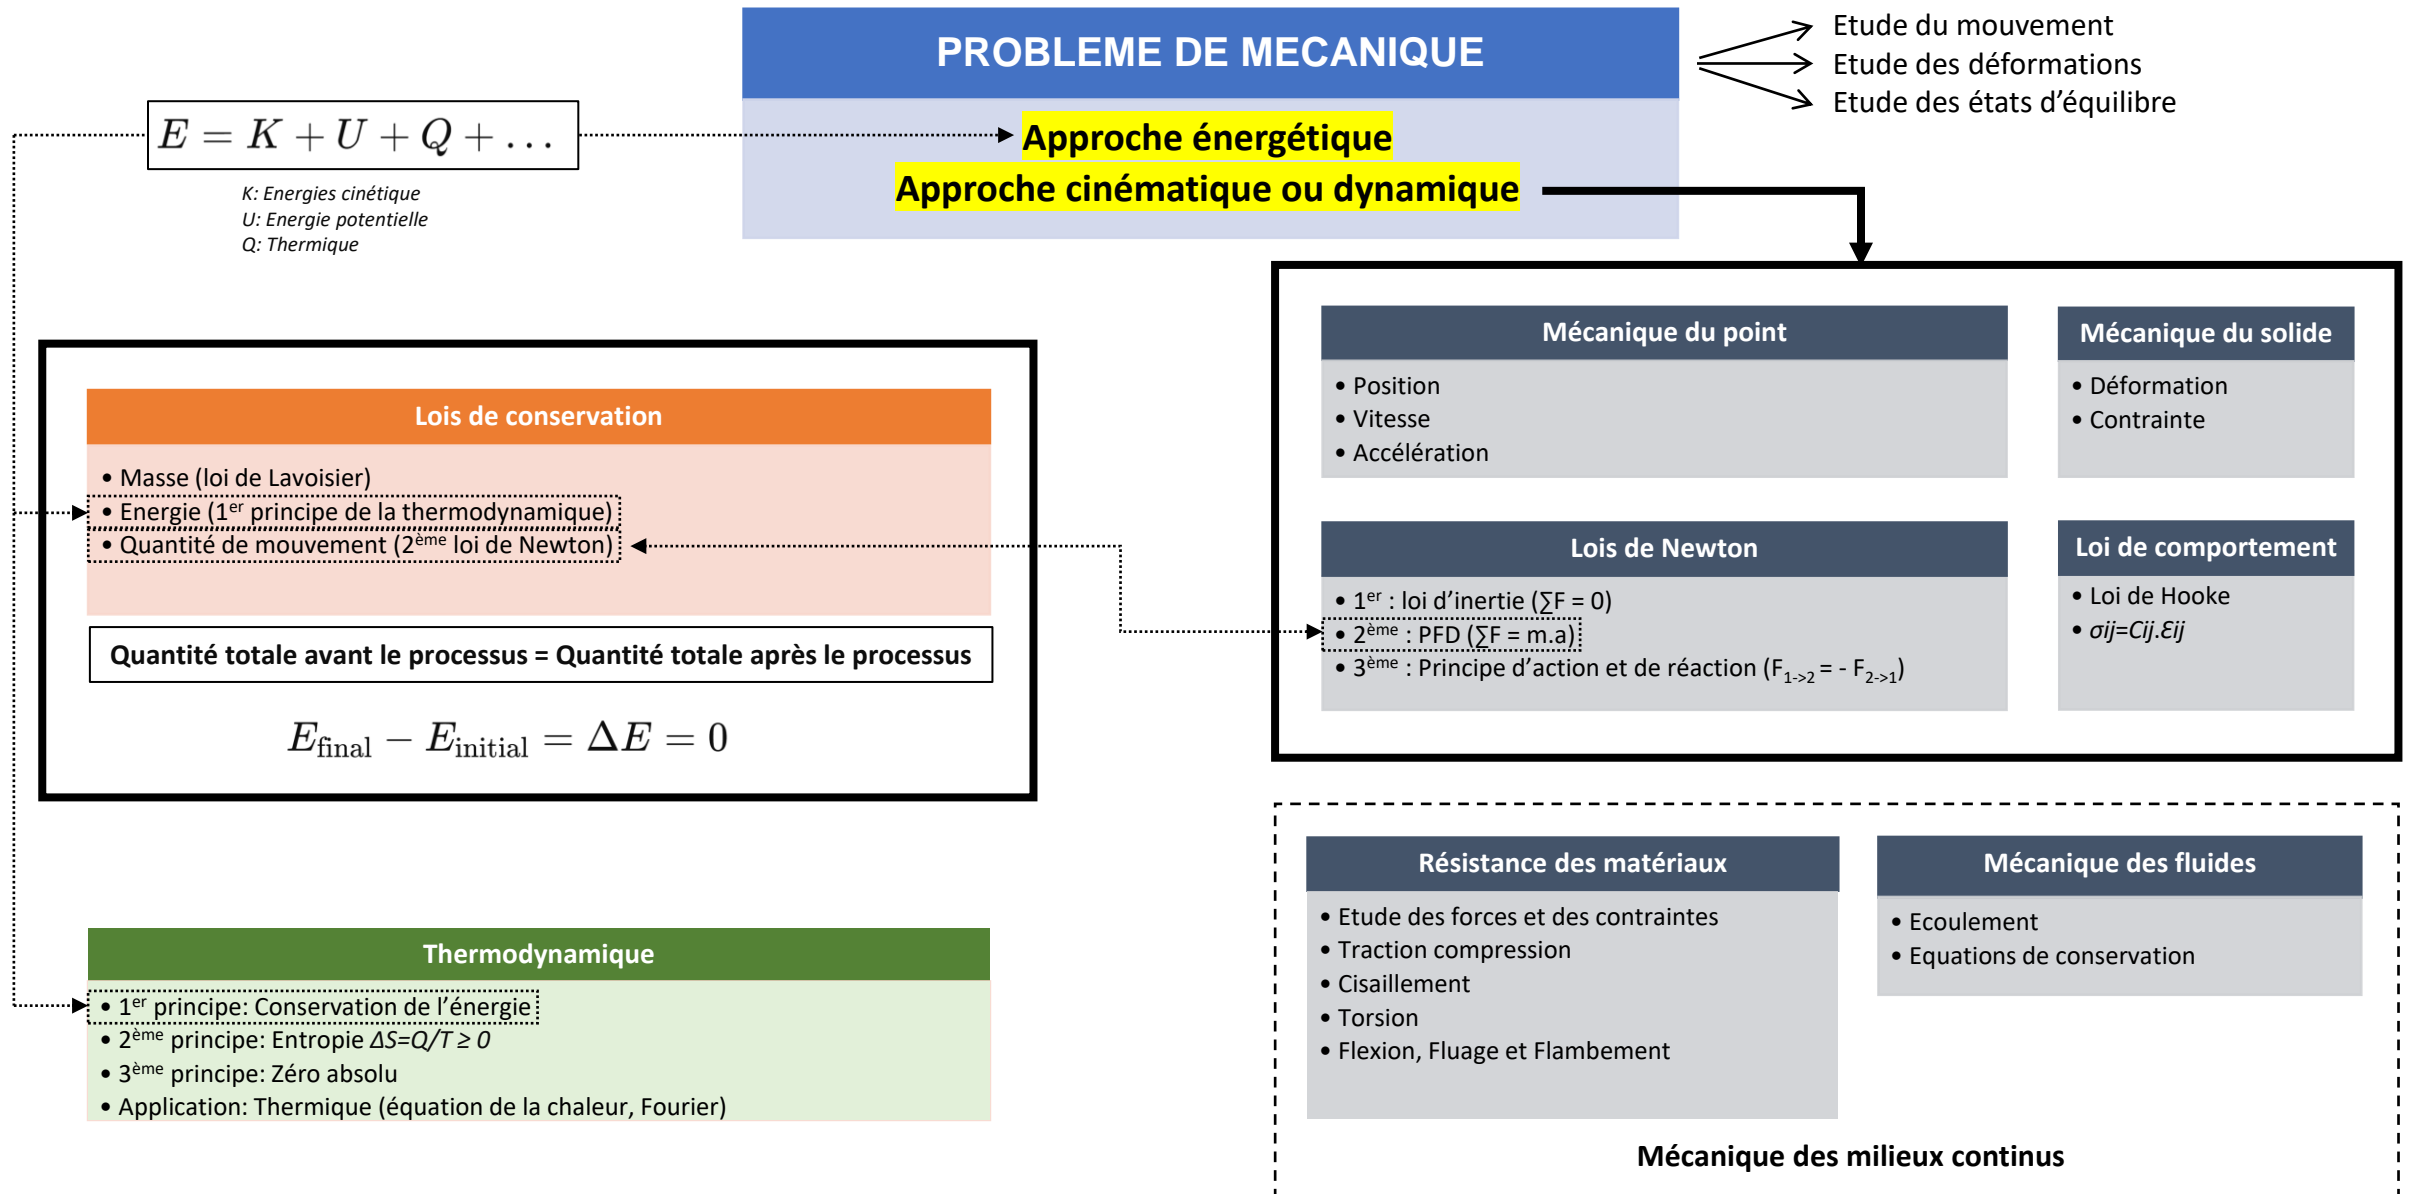 PROBLEME DE MECANIQUE
Etude du mouvement
Etude des déformations
Etude des états d’équilibre
E = K + U + Q + …
K: Energies cinétique
U: Energie potentielle
Q: Thermique
Approche énergétique
Approche cinématique ou dynamique
Lois de conservation
• Masse (loi de Lavoisier)
• Energie (1er principe de la thermodynamique)
• Quantité de mouvement (2ème loi de Newton)
Quantité totale avant le processus = Quantité totale après le processus
Efinal − Einitial = ΔE = 0
Mécanique du point
• Position
• Vitesse
• Accélération
Mécanique du solide
• Déformation
• Contrainte
Lois de Newton
• 1er : loi d’inertie (∑F = 0)
• 2ème : PFD (∑F = m.a)
• 3ème : Principe d’action et de réaction (F1->2 = - F2->1)
Loi de comportement
• Loi de Hooke
• σij=Cij.Ɛij
Thermodynamique
• 1er principe: Conservation de l’énergie
• 2ème principe: Entropie ΔS=Q/T ≥ 0
• 3ème principe: Zéro absolu
• Application: Thermique (équation de la chaleur, Fourier)
Résistance des matériaux
• Etude des forces et des contraintes
• Traction compression
• Cisaillement
• Torsion
• Flexion, Fluage et Flambement
Mécanique des fluides
• Ecoulement
• Equations de conservation
Mécanique des milieux continus